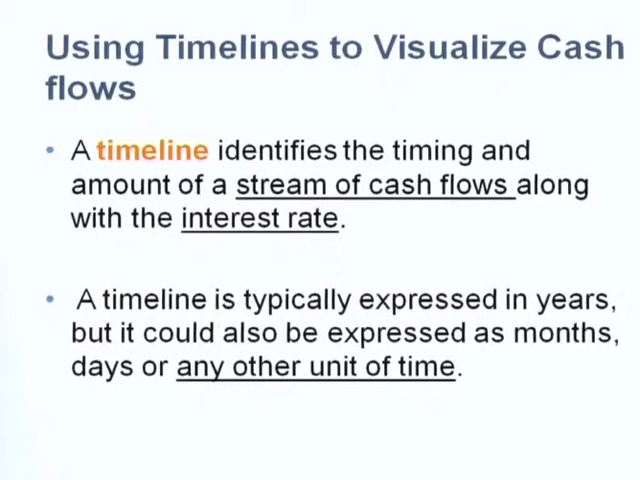 Using Timelines to Visualize Cash
flows
• A timeline identifies the timing and
amount of a stream of cash flows along
with the interest rate.
• A timeline is typically expressed in years,
but it could also be expressed as months,
days or any other unit of time.